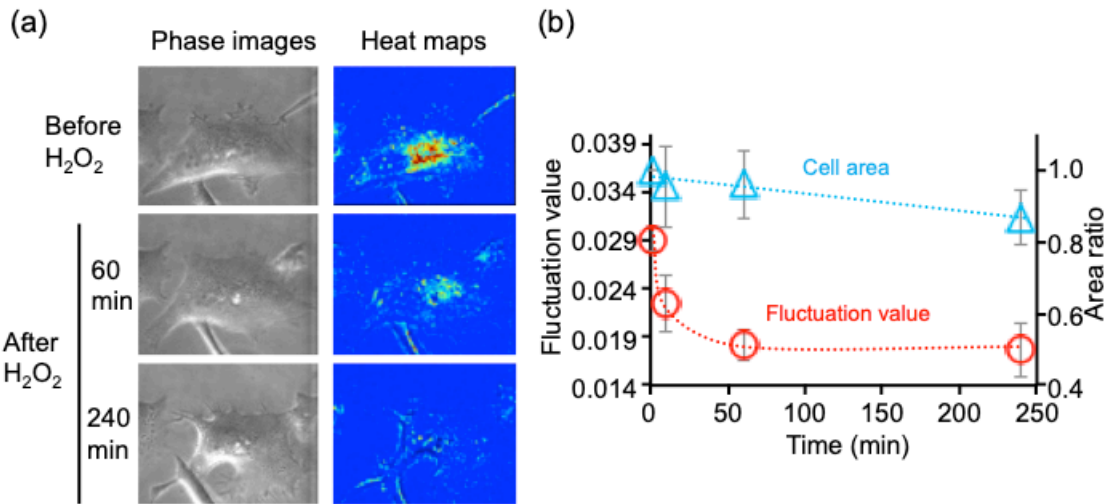 (a)
Phase images Heat maps
Before
H₂O₂
After
H₂O₂
60
min
240
min
(b)
Fluctuation value
0.039
0.034
0.029
0.024
0.019
0.014
Cell area
Fluctuation value
1.0
0.8
0.6
0.4
Area ratio
0 50 100 150 200 250
Time (min)